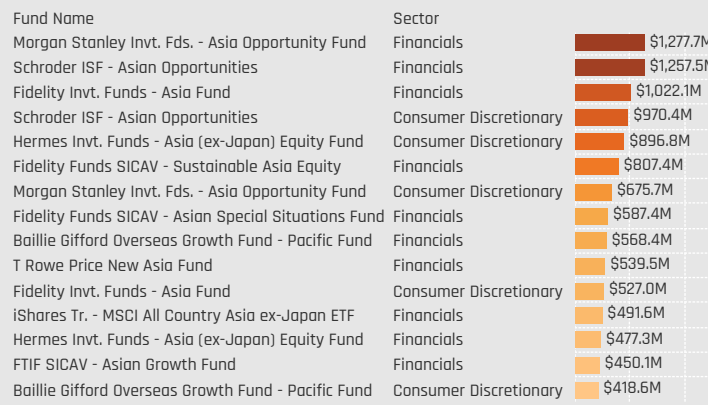 Fund Name Sector
Morgan Stanley Invt. Fds. - Asia Opportunity Fund Financials $1,277.7M
Schroder ISF - Asian Opportunities Financials $1,257.5M
Fidelity Invt. Funds - Asia Fund Financials $1,022.1M
Schroder ISF - Asian Opportunities Consumer Discretionary $970.4M
Hermes Invt. Funds - Asia (ex-Japan) Equity Fund Consumer Discretionary $896.8M
Fidelity Funds SICAV - Sustainable Asia Equity Financials $807.4M
Morgan Stanley Invt. Fds. - Asia Opportunity Fund Consumer Discretionary $675.7M
Fidelity Funds SICAV - Asian Special Situations Fund Financials $587.4M
Baillie Gifford Overseas Growth Fund - Pacific Fund Financials $568.4M
T Rowe Price New Asia Fund Financials $539.5M
Fidelity Invt. Funds - Asia Fund Consumer Discretionary $527.0M
iShares Tr. - MSCI All Country Asia ex-Japan ETF Financials $491.6M
Hermes Invt. Funds - Asia (ex-Japan) Equity Fund Financials $477.3M
FTIF SICAV - Asian Growth Fund Financials $450.1M
Baillie Gifford Overseas Growth Fund - Pacific Fund Consumer Discretionary $418.6M